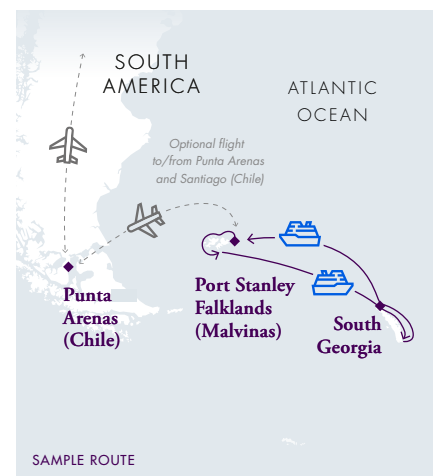 SOUTH
AMERICA
ATLANTIC
OCEAN
Optional flight
to/from Punta Arenas
and Santiago (Chile)
Punta
Arenas
(Chile)
Port Stanley
Falklands
(Malvinas)
South
Georgia
SAMPLE ROUTE